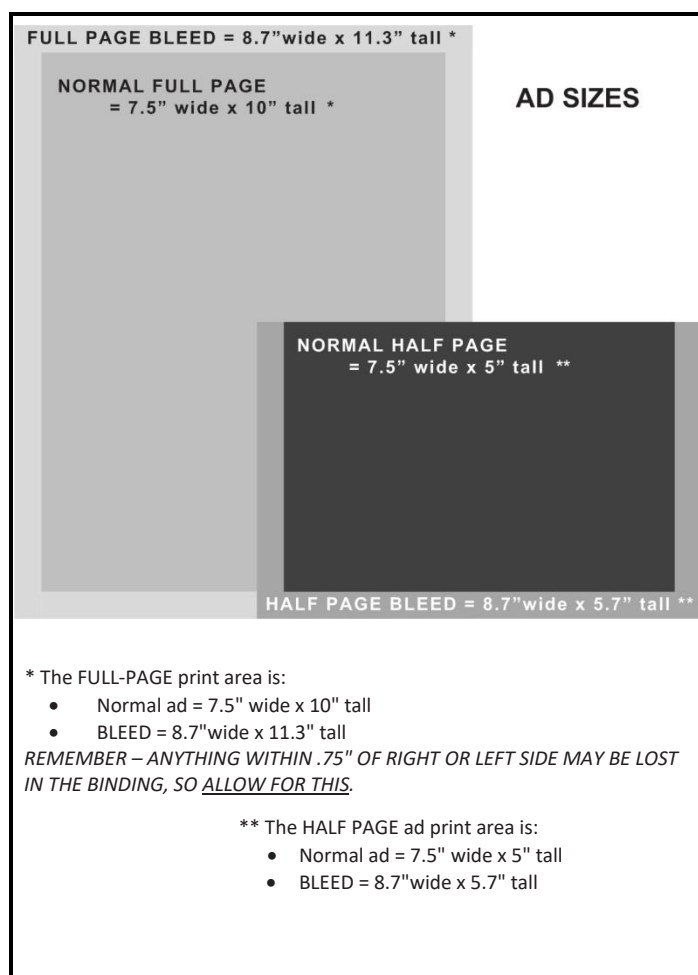 FULL PAGE BLEED = 8.7”wide x 11.3” tall *
NORMAL FULL PAGE
= 7.5” wide x 10” tall *
AD SIZES
NORMAL HALF PAGE
= 7.5” wide x 5” tall **
HALF PAGE BLEED = 8.7”wide x 5.7” tall **
* The FULL-PAGE print area is:
• Normal ad = 7.5" wide x 10" tall
• BLEED = 8.7"wide x 11.3" tall
REMEMBER – ANYTHING WITHIN .75" OF RIGHT OR LEFT SIDE MAY BE LOST
IN THE BINDING, SO ALLOW FOR THIS.
** The HALF PAGE ad print area is:
• Normal ad = 7.5" wide x 5" tall
• BLEED = 8.7"wide x 5.7" tall